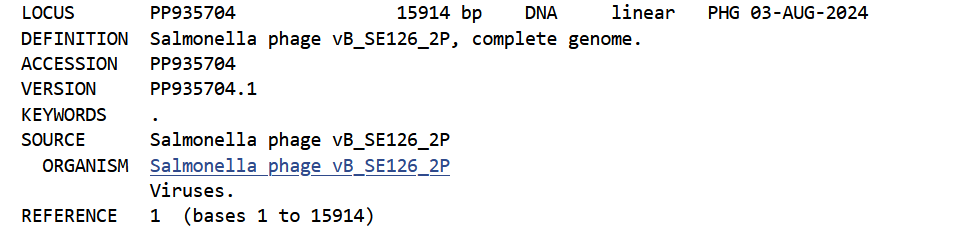 LOCUS PP935704 15914 bp DNA linear PHG 03-AUG-2024
DEFINITION Salmonella phage vB_SE126_2P, complete genome.
ACCESSION PP935704
VERSION PP935704.1
KEYWORDS .
SOURCE Salmonella phage vB_SE126_2P
ORGANISM Salmonella phage vB_SE126_2P
Viruses.
REFERENCE 1 (bases 1 to 15914)